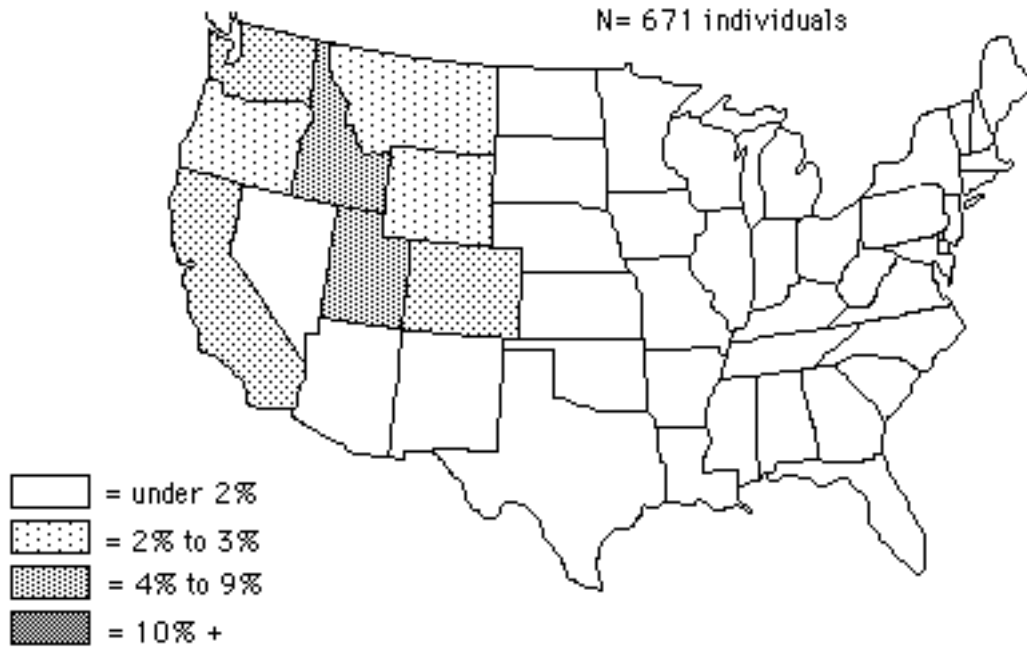 N= 671 individuals
= under 2%
= 2% to 3%
= 4% to 9%
= 10% +